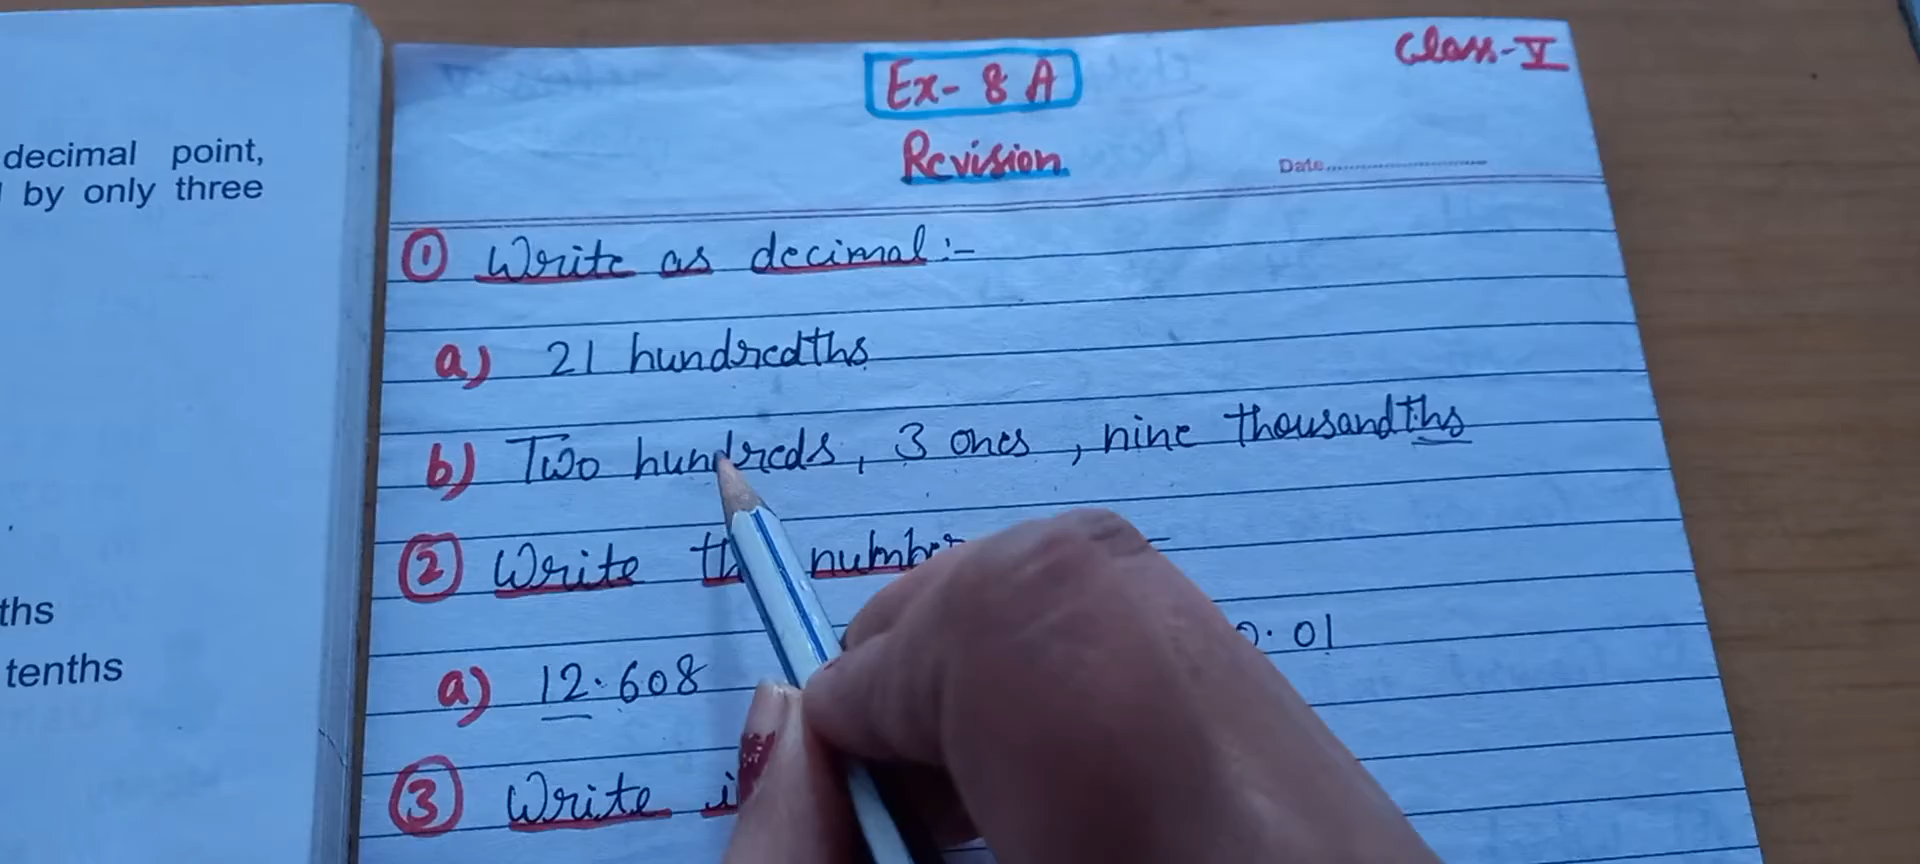 decimal point,
by only three
ths
tenths
Class-V
Ex- 8 A
Revision
Date
① Write as decimal :-
a) 21 hundredths
b) Two hundreds, 3 ones, nine thousandths
② Write number
a) 12.608
.01
③ Write